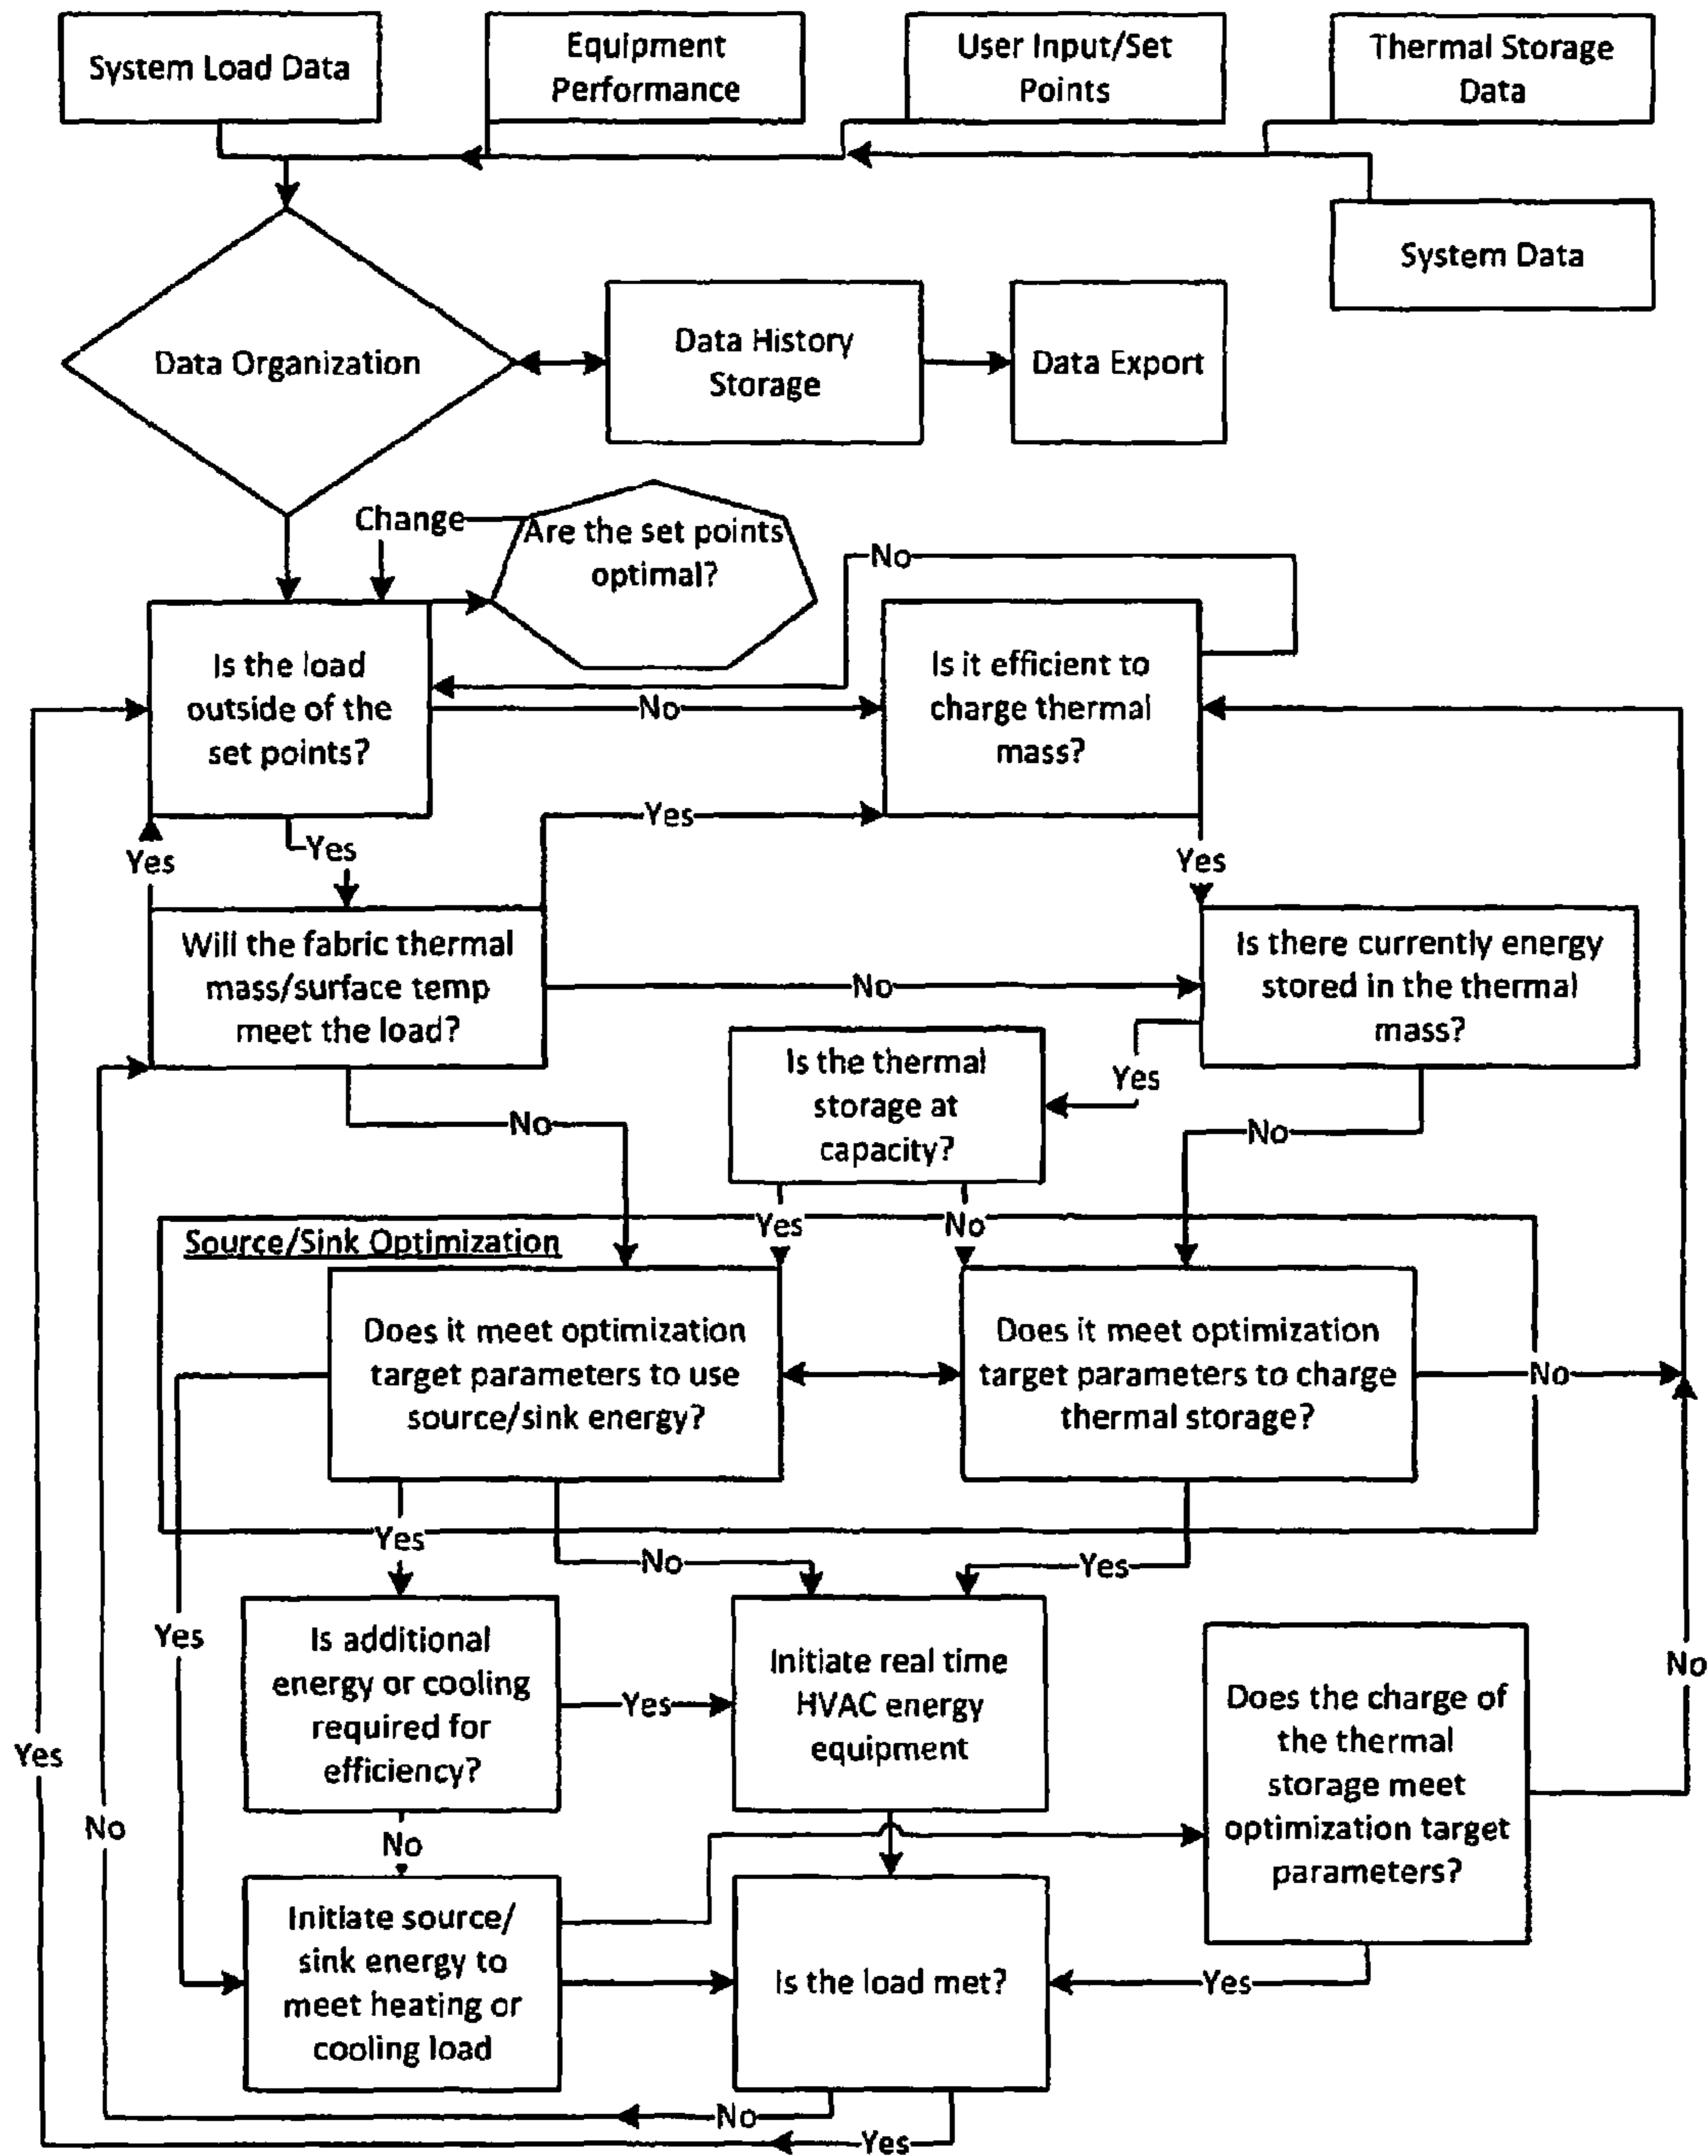 System Load Data
Equipment
Performance
User Input/Set
Points
Thermal Storage
Data
System Data
Data Organization
Data History
Storage
Data Export
Change
Are the set points
optimal?
No
Is the load
outside of the
set points?
Is it efficient to
charge thermal
mass?
No
Yes
Yes
Yes
Yes
Will the fabric thermal
mass/surface temp
meet the load?
No
Is there currently energy
stored in the thermal
mass?
Is the thermal
storage at
capacity?
Yes
No
No
Yes
No
Source/Sink Optimization
Does it meet optimization
target parameters to use
source/sink energy?
Does it meet optimization
target parameters to charge
thermal storage?
No
Yes
No
Yes
Yes
Is additional
energy or cooling
required for
efficiency?
Yes
Initiate real time
HVAC energy
equipment
Does the charge of
the thermal
storage meet
optimization target
parameters?
No
Yes
No
No
Initiate source/
sink energy to
meet heating or
cooling load
Is the load met?
Yes
No
Yes